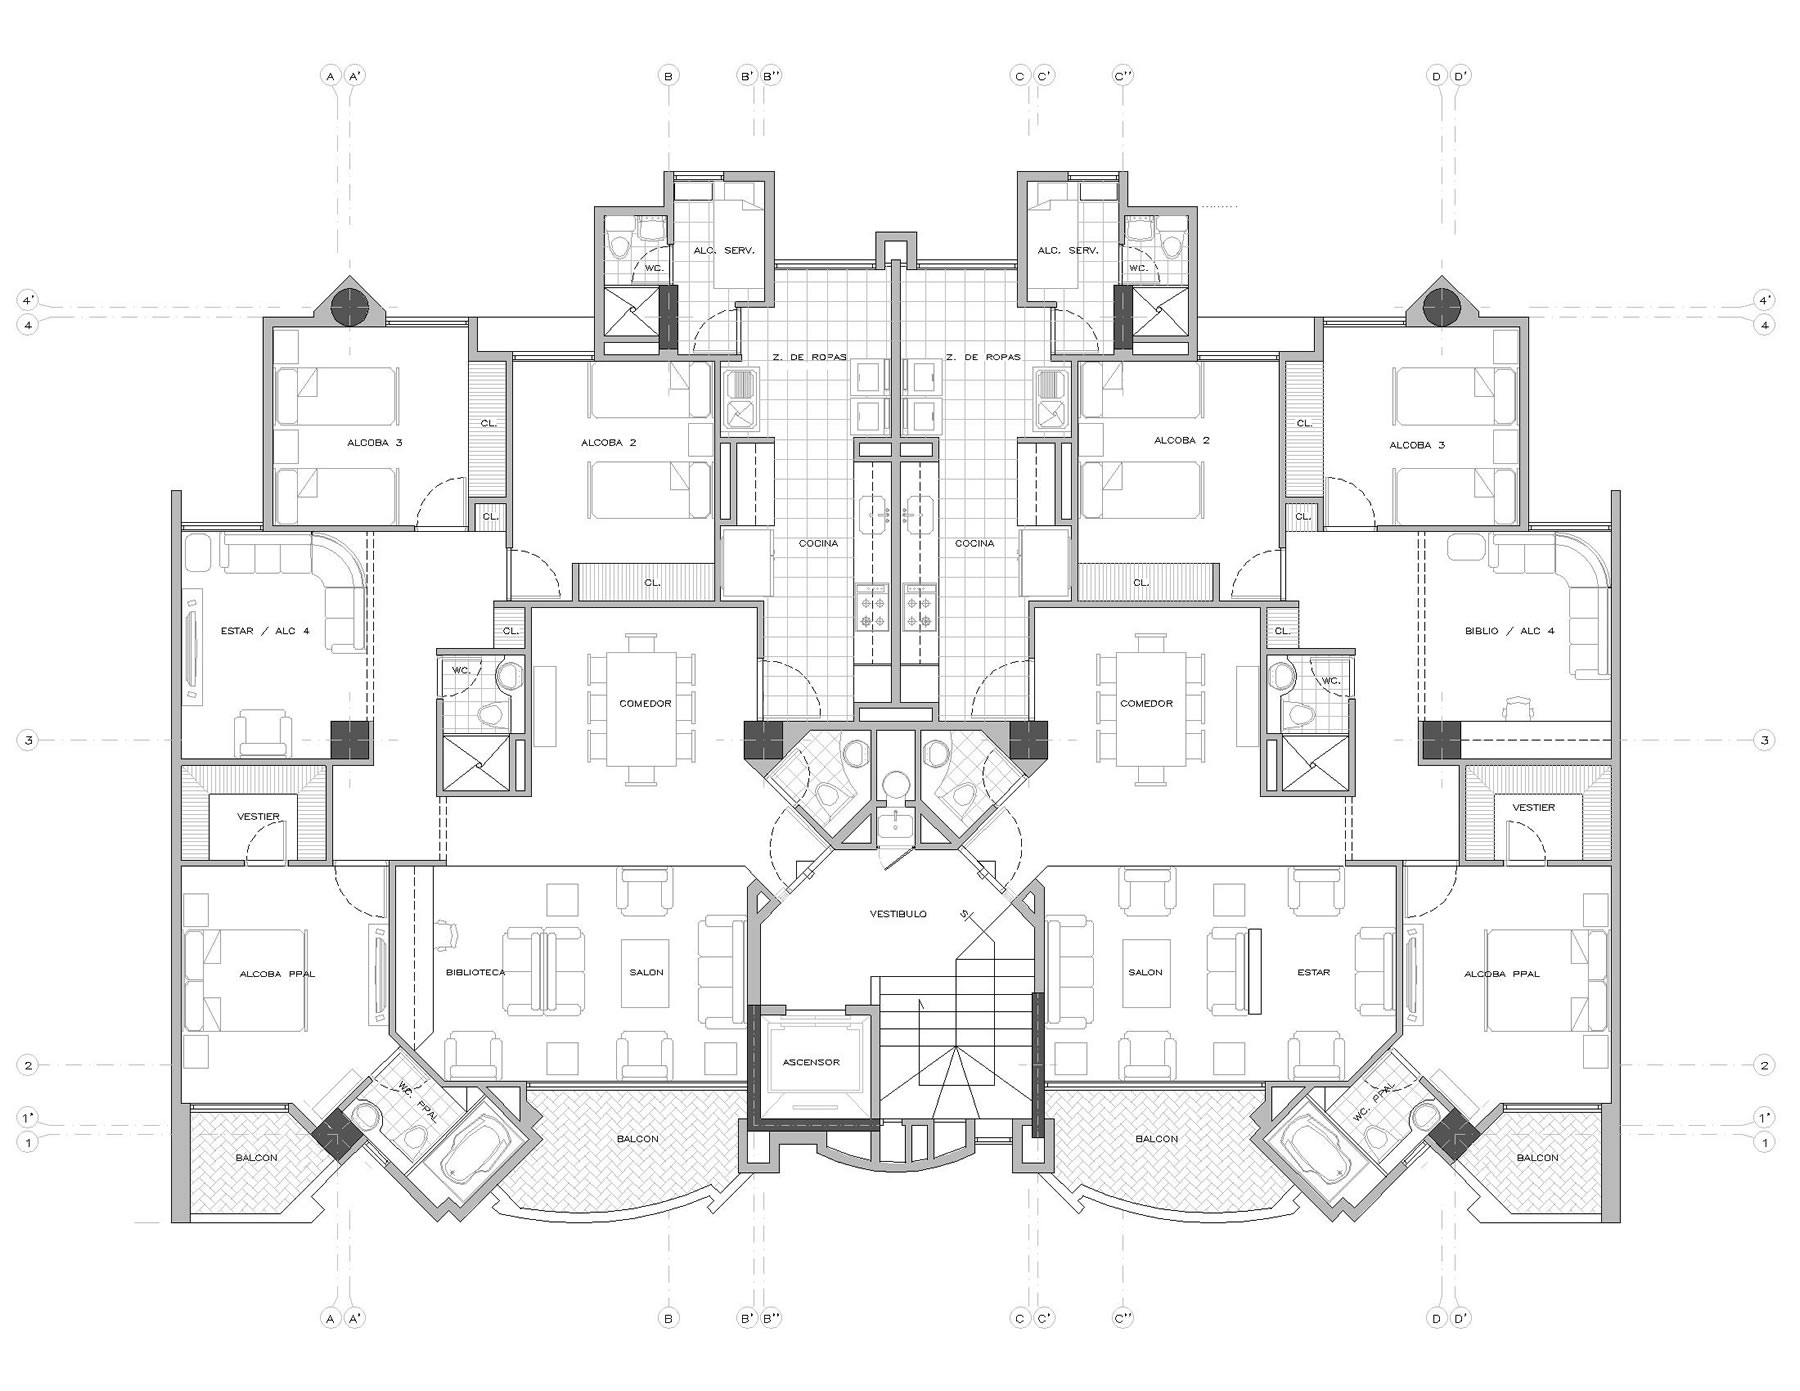 A A' B B' B'' C C' C'' D D'
ALC. SERV. ALC. SERV.
WC. WC.
4' 4'
4 4
Z. DE ROPAS Z. DE ROPAS
CL. CL.
ALCOBA 3 ALCOBA 2 ALCOBA 2 ALCOBA 3
CL. CL.
COCINA COCINA
CL. CL.
ESTAR / ALC 4 CL. CL. BIBLIO / ALC 4
WC. WC.
COMEDOR COMEDOR
3 3
VESTIER VESTIER
VESTIBULO S
ALCOBA PPAL BIBLIOTECA SALON SALON ESTAR ALCOBA PPAL
ASCENSOR
2 2
WC. PPAL WC. PPAL
1' 1'
1 1
BALCON BALCON
BALCON BALCON
A A' B B' B'' C C' C'' D D'